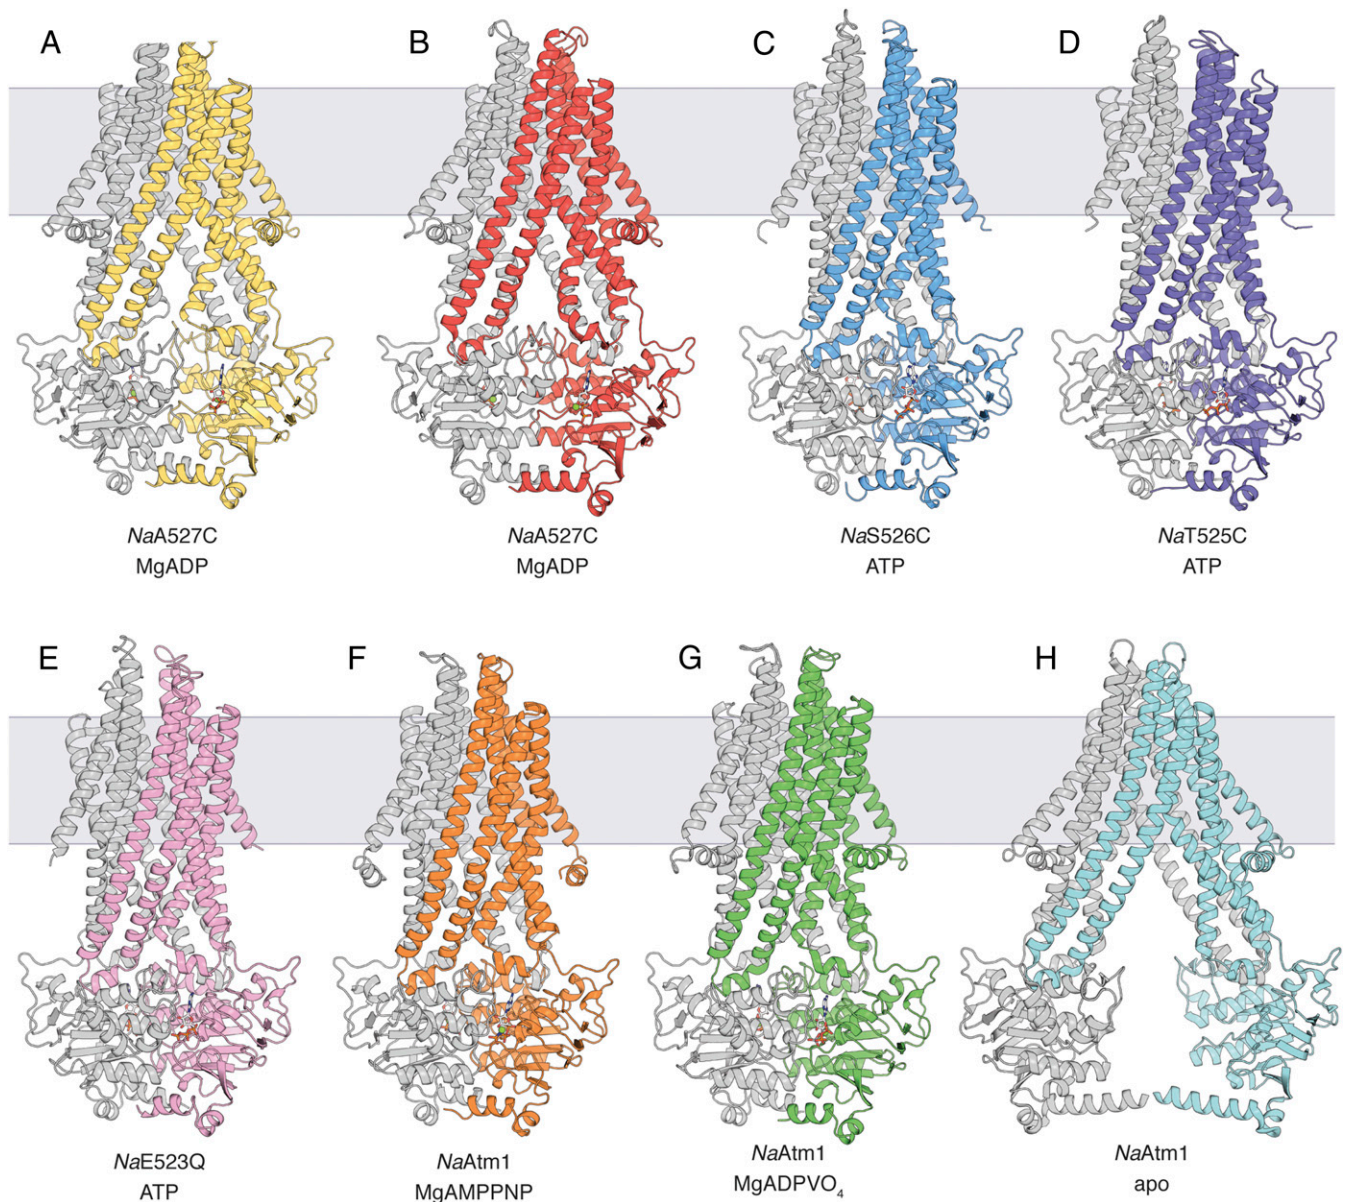 A
B
C
D
NaA527C
MgADP
NaA527C
MgADP
NaS526C
ATP
NaT525C
ATP
E
F
G
H
NaE523Q
ATP
NaAtm1
MgAMPPNP
NaAtm1
MgADPVO₄
NaAtm1
apo